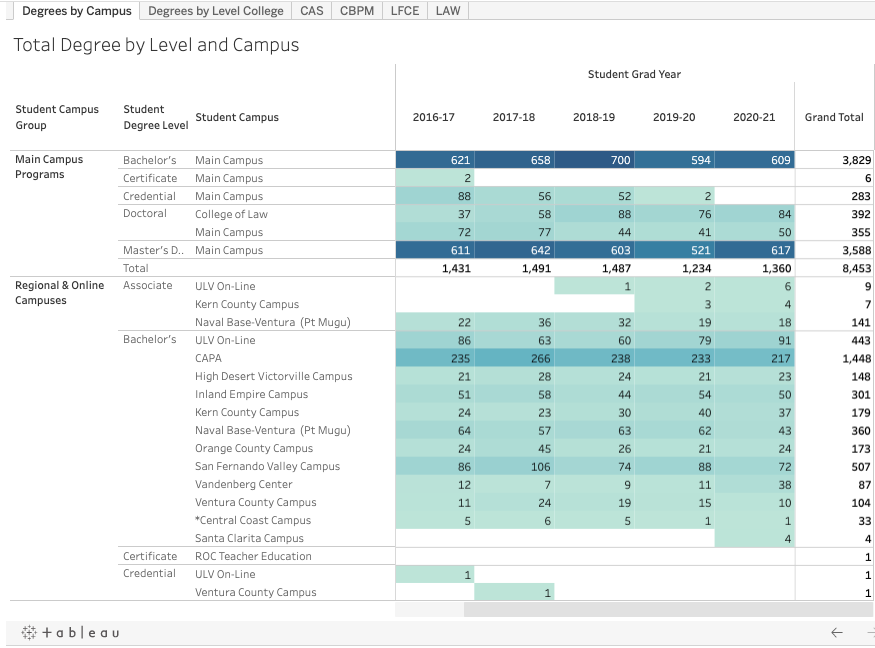 Degrees by Campus Degrees by Level College CAS CBPM LFCE LAW
Total Degree by Level and Campus
Student Grad Year
Student Campus Group Student Degree Level Student Campus 2016-17 2017-18 2018-19 2019-20 2020-21 Grand Total
Main Campus Programs Bachelor's Main Campus 621 658 700 594 609 3,829
Certificate Main Campus 2 6
Credential Main Campus 88 56 52 2 283
Doctoral College of Law 37 58 88 76 84 392
Main Campus 72 77 44 41 50 355
Master's D.. Main Campus 611 642 603 521 617 3,588
Total 1,431 1,491 1,487 1,234 1,360 8,453
Regional & Online Campuses Associate ULV On-Line 1 2 6 9
Kern County Campus 3 4 7
Naval Base-Ventura (Pt Mugu) 22 36 32 19 18 141
Bachelor's ULV On-Line 86 63 60 79 91 443
CAPA 235 266 238 233 217 1,448
High Desert Victorville Campus 21 28 24 21 23 148
Inland Empire Campus 51 58 44 54 50 301
Kern County Campus 24 23 30 40 37 179
Naval Base-Ventura (Pt Mugu) 64 57 63 62 43 360
Orange County Campus 24 45 26 21 24 173
San Fernando Valley Campus 86 106 74 88 72 507
Vandenberg Center 12 7 9 11 38 87
Ventura County Campus 11 24 19 15 10 104
*Central Coast Campus 5 6 5 1 1 33
Santa Clarita Campus 4 4
Certificate ROC Teacher Education 1
Credential ULV On-Line 1 1
Ventura County Campus 1 1
+ableau